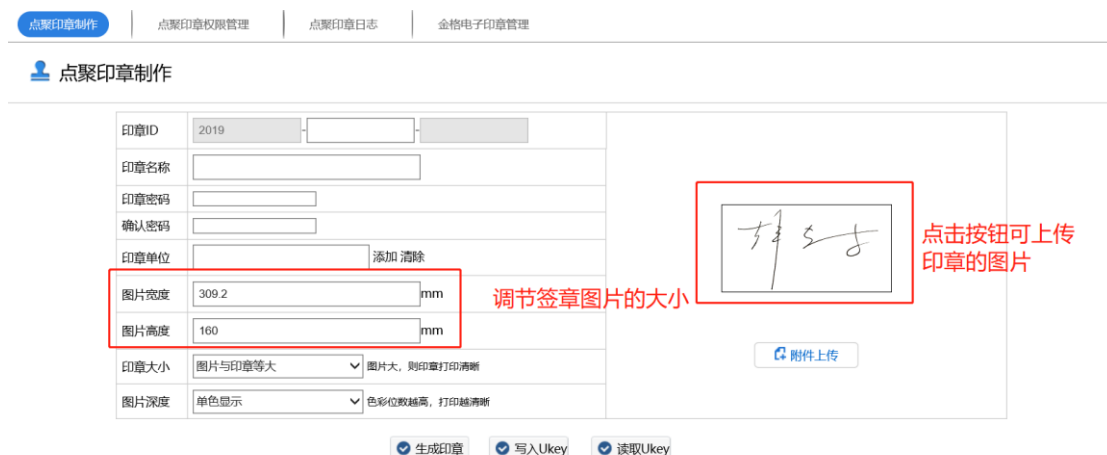 点聚印章制作 点聚印章权限管理 点聚印章日志 金格电子印章管理
点聚印章制作
印章ID 2019 - -
印章名称
印章密码
确认密码
印章单位 添加 清除
图片宽度 309.2 mm
图片高度 160 mm
调节签章图片的大小
点击按钮可上传
印章的图片
印章大小 图片与印章等大 图片大，则印章打印清晰
附件上传
图片深度 单色显示 色彩位数越高，打印越清晰
生成印章 写入Ukey 读取Ukey